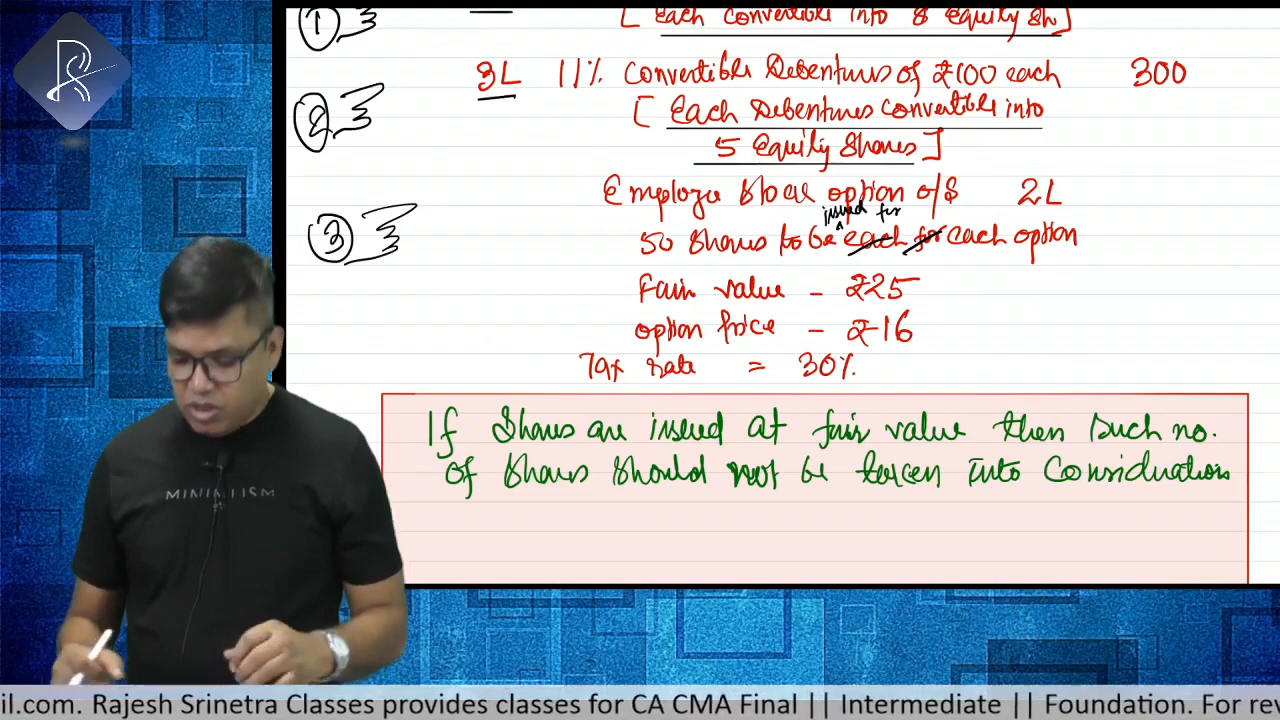 ①
[ Each convertible into 8 Equity Sh]
3L 11% Convertible Debentures of ₹100 each 300
②
[ Each Debentures convertible into
5 Equity Shares ]
Employee Stock option o/s 2L
issued for
③
50 Shares to be each for each option
Fair value - ₹25
option price - ₹16
Tax rate = 30%
If Shares are issued at fair value then such no.
of Shares should not be taken into Consideration
MINIMALISM
il.com. Rajesh Srinetra Classes provides classes for CA CMA Final || Intermediate || Foundation. For rev